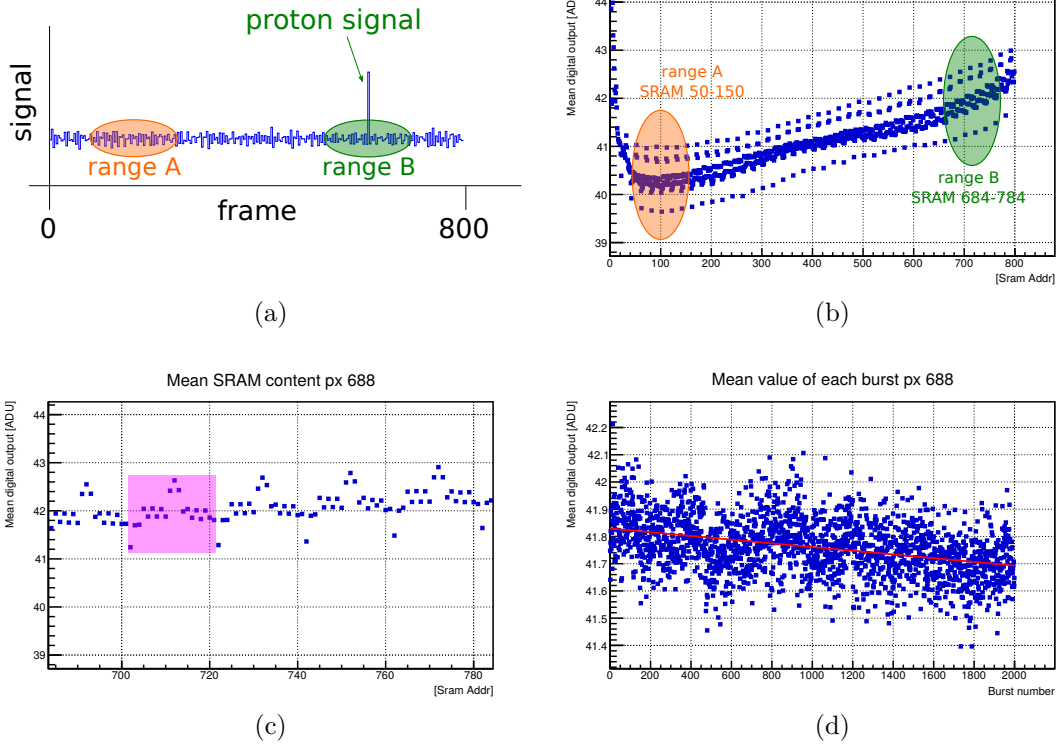 proton signal
signal
range A
range B
0
frame
800
(a)
Mean digital output [ADU]
44
43
42
41
40
39
range A
SRAM 50-150
range B
SRAM 684-784
0 100 200 300 400 500 600 700 800
[Sram Addr]
(b)
Mean SRAM content px 688
Mean digital output [ADU]
44
43
42
41
40
39
700 720 740 760 780
[Sram Addr]
(c)
Mean value of each burst px 688
Mean digital output [ADU]
42.2
42.1
42
41.9
41.8
41.7
41.6
41.5
41.4
0 200 400 600 800 1000 1200 1400 1600 1800 2000
Burst number
(d)